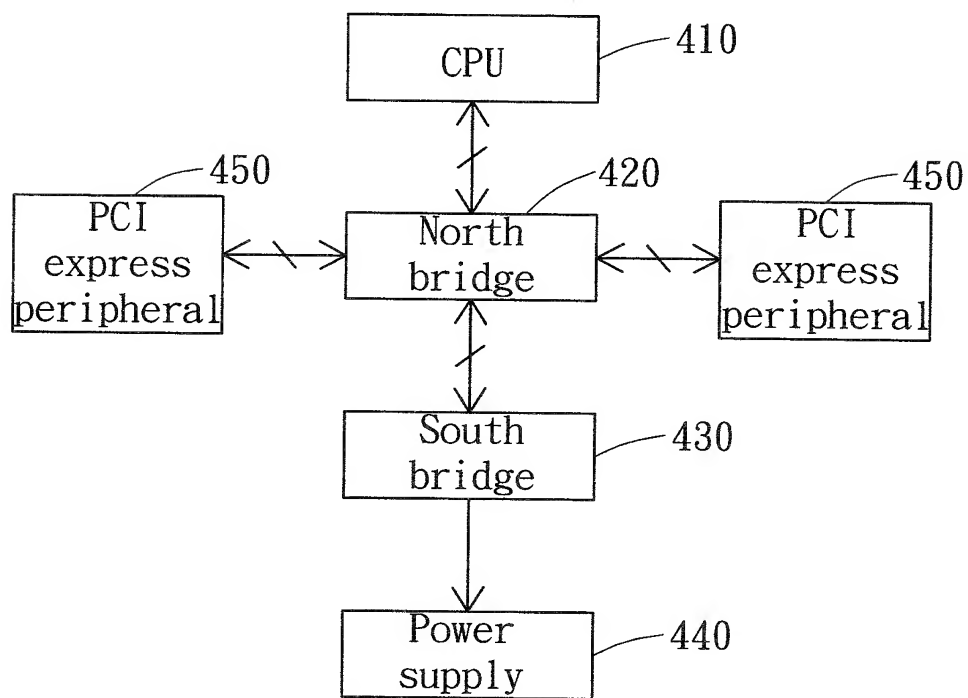 CPU
410
450
PCI
express
peripheral
420
North
bridge
450
PCI
express
peripheral
South
bridge
430
Power
supply
440